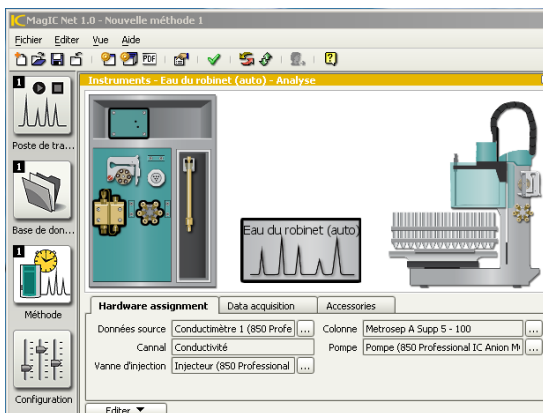 MagIC Net 1.0 - Nouvelle méthode 1
Fichier Editer Vue Aide
PDF
Instruments - Eau du robinet (auto) - Analyse
1
Poste de tra...
1
Base de don...
1
Méthode
Configuration
Eau du robinet (auto)
Hardware assignment Data acquisition Accessories
Données source Conductimètre 1 (850 Profe ... Colonne Metrosep A Supp 5 - 100 ...
Cannal Conductivité Pompe Pompe (850 Professional IC Anion M ...
Vanne d'injection Injecteur (850 Professional ...
Editer